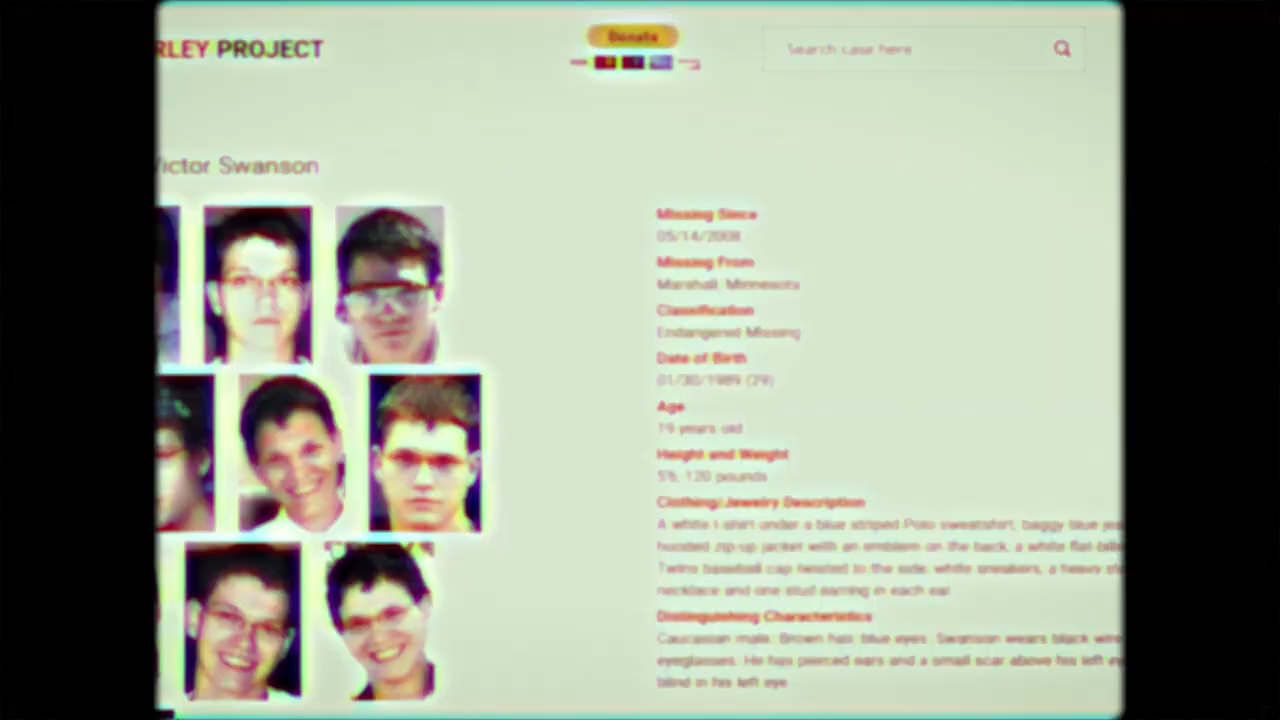 RLEY PROJECT
Donate
Search case here
Victor Swanson
Missing Since
05/14/2008
Missing From
Marshall, Minnesota
Classification
Endangered Missing
Date of Birth
01/30/1989 (29)
Age
19 years old
Height and Weight
5'6, 120 pounds
Clothing/Jewelry Description
A white t-shirt under a blue striped Polo sweatshirt, baggy blue
hooded zip-up jacket with an emblem on the back, a white flat-bille
Twins baseball cap twisted to the side, white sneakers, a heavy
necklace and one stud earring in each ear.
Distinguishing Characteristics
Caucasian male. Brown hair, blue eyes. Swanson wears black wire
eyeglasses. He has pierced ears and a small scar above his left
blind in his left eye.